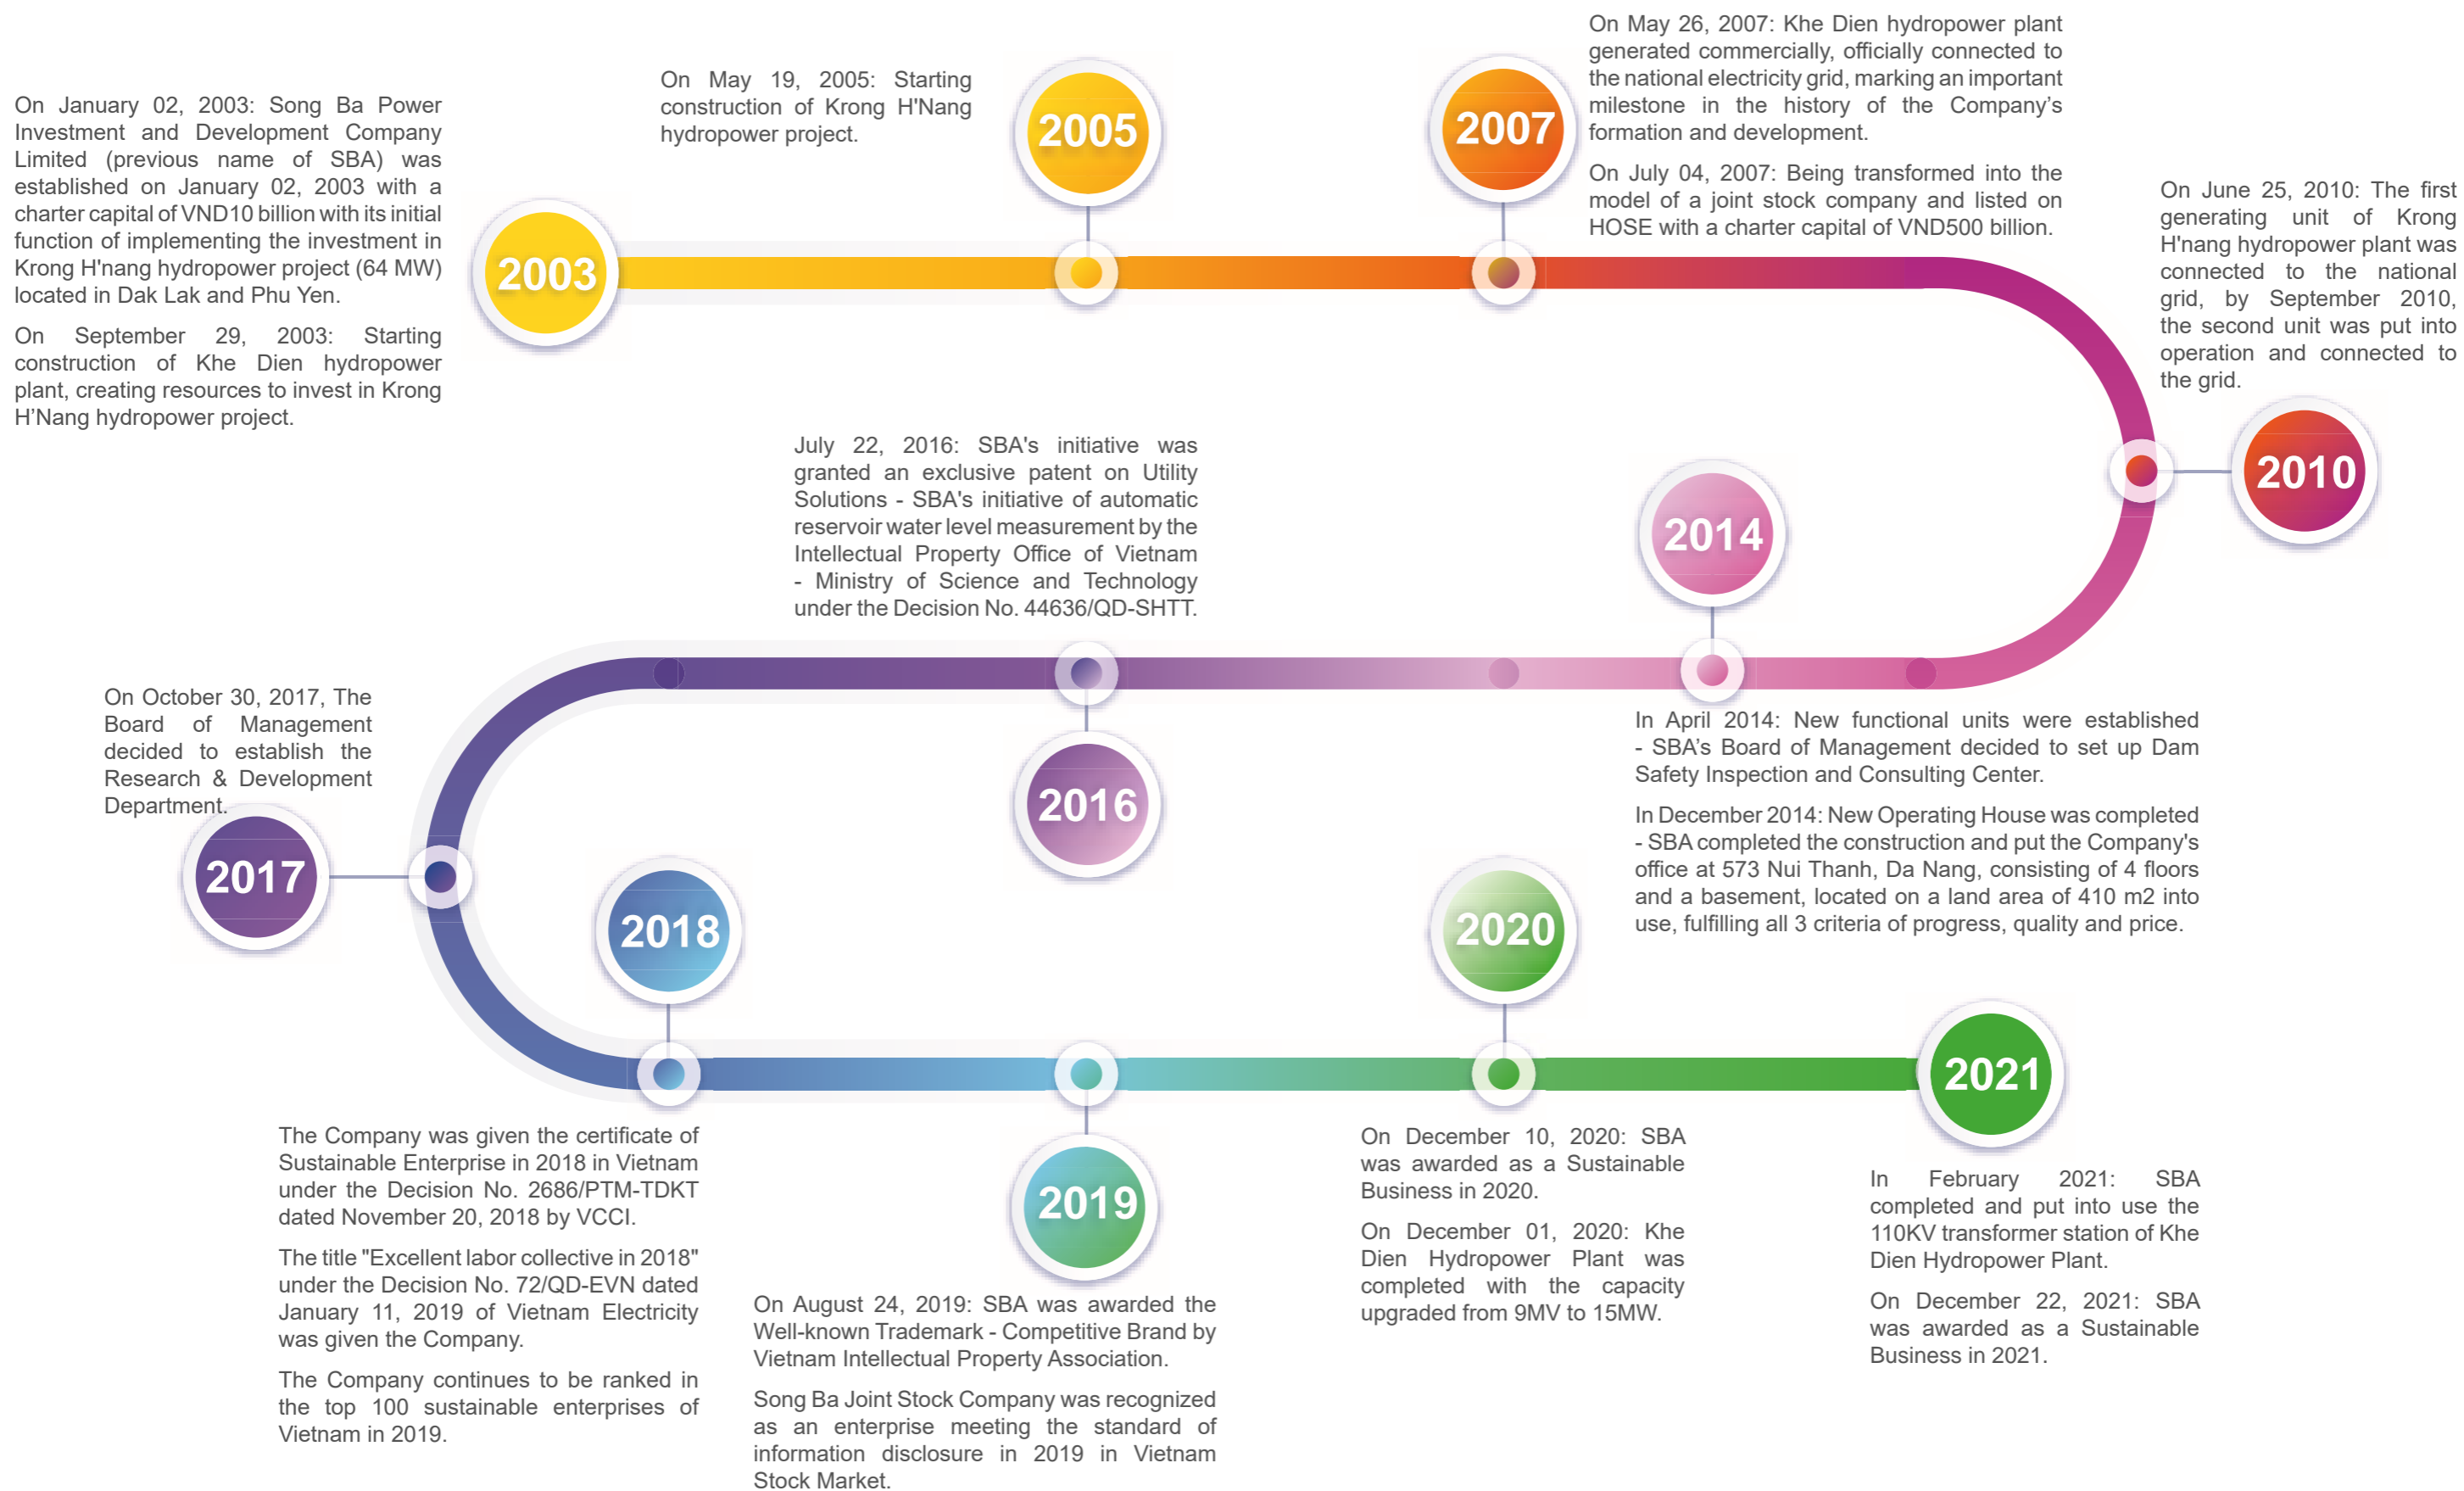 On January 02, 2003: Song Ba Power
Investment and Development Company
Limited (previous name of SBA) was
established on January 02, 2003 with a
charter capital of VND10 billion with its initial
function of implementing the investment in
Krong H'nang hydropower project (64 MW)
located in Dak Lak and Phu Yen.
On September 29, 2003: Starting
construction of Khe Dien hydropower
plant, creating resources to invest in Krong
H’Nang hydropower project.
2003
On May 19, 2005: Starting
construction of Krong H'Nang
hydropower project.
2005
2007
On May 26, 2007: Khe Dien hydropower plant
generated commercially, officially connected to
the national electricity grid, marking an important
milestone in the history of the Company’s
formation and development.
On July 04, 2007: Being transformed into the
model of a joint stock company and listed on
HOSE with a charter capital of VND500 billion.
On June 25, 2010: The first
generating unit of Krong
H'nang hydropower plant was
connected to the national
grid, by September 2010,
the second unit was put into
operation and connected to
the grid.
2010
2014
In April 2014: New functional units were established
- SBA’s Board of Management decided to set up Dam
Safety Inspection and Consulting Center.
In December 2014: New Operating House was completed
- SBA completed the construction and put the Company's
office at 573 Nui Thanh, Da Nang, consisting of 4 floors
and a basement, located on a land area of 410 m2 into
use, fulfilling all 3 criteria of progress, quality and price.
July 22, 2016: SBA's initiative was
granted an exclusive patent on Utility
Solutions - SBA's initiative of automatic
reservoir water level measurement by the
Intellectual Property Office of Vietnam
- Ministry of Science and Technology
under the Decision No. 44636/QD-SHTT.
2016
On October 30, 2017, The
Board of Management
decided to establish the
Research & Development
Department.
2017
2018
The Company was given the certificate of
Sustainable Enterprise in 2018 in Vietnam
under the Decision No. 2686/PTM-TDKT
dated November 20, 2018 by VCCI.
The title "Excellent labor collective in 2018"
under the Decision No. 72/QD-EVN dated
January 11, 2019 of Vietnam Electricity
was given the Company.
The Company continues to be ranked in
the top 100 sustainable enterprises of
Vietnam in 2019.
2019
On August 24, 2019: SBA was awarded the
Well-known Trademark - Competitive Brand by
Vietnam Intellectual Property Association.
Song Ba Joint Stock Company was recognized
as an enterprise meeting the standard of
information disclosure in 2019 in Vietnam
Stock Market.
2020
On December 10, 2020: SBA
was awarded as a Sustainable
Business in 2020.
On December 01, 2020: Khe
Dien Hydropower Plant was
completed with the capacity
upgraded from 9MV to 15MW.
2021
In February 2021: SBA
completed and put into use the
110KV transformer station of Khe
Dien Hydropower Plant.
On December 22, 2021: SBA
was awarded as a Sustainable
Business in 2021.